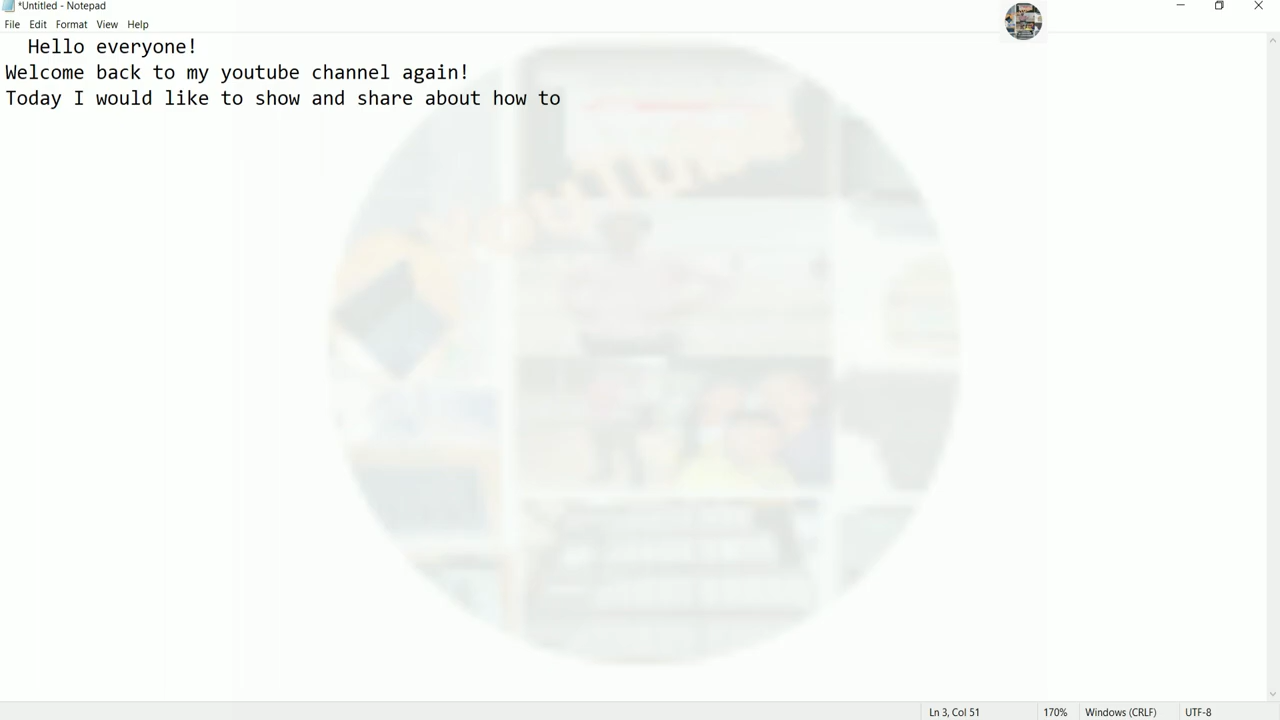 *Untitled - Notepad
File Edit Format View Help
Hello everyone!
Welcome back to my youtube channel again!
Today I would like to show and share about how to
Ln 3, Col 51 170% Windows (CRLF) UTF-8